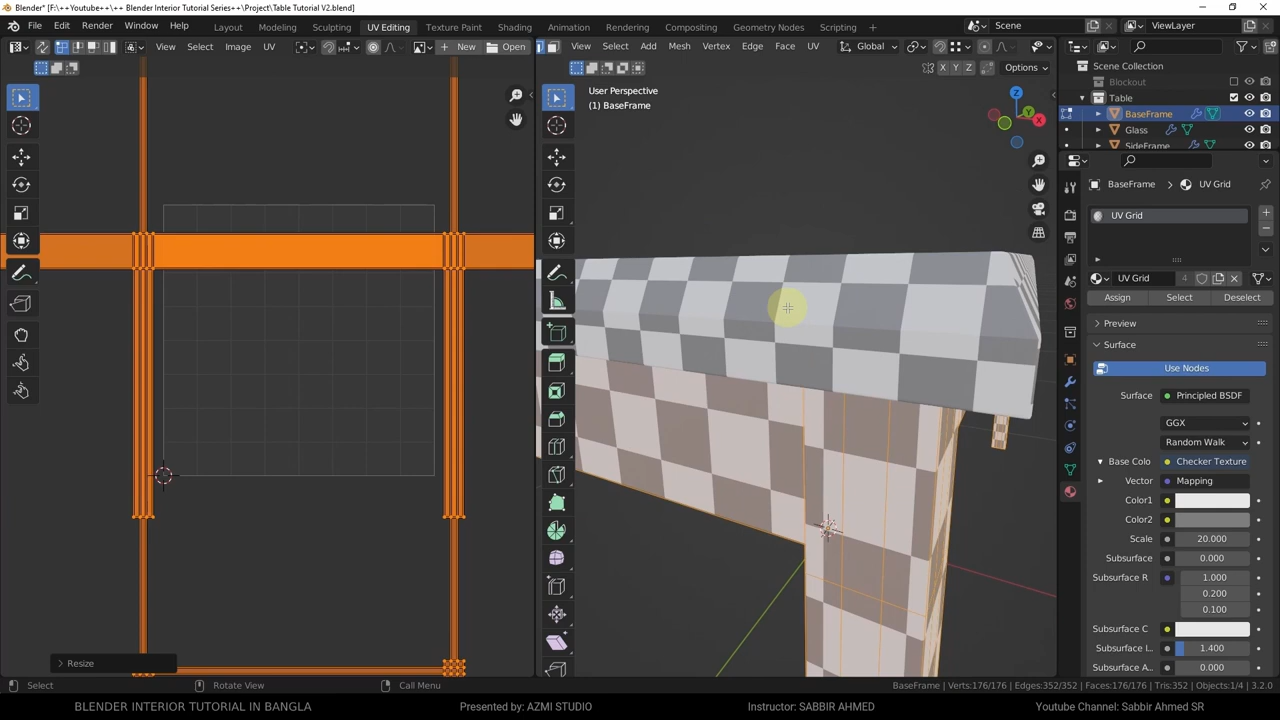 Blender* [F:\++Youtube++\++ Blender Interior Tutorial Series++\Project\Table Tutorial V2.blend]
File Edit Render Window Help Layout Modeling Sculpting UV Editing Texture Paint Shading Animation Rendering Compositing Geometry Nodes Scripting Scene ViewLayer
View Select Image UV New Open View Select Add Mesh Vertex Edge Face UV Global
X Y Z Options
User Perspective
(1) BaseFrame
Z
Y
X
Scene Collection
Blockout
Table
BaseFrame
Glass
SideFrame
BaseFrame UV Grid
UV Grid
UV Grid 4
Assign Select Deselect
Preview
Surface
Use Nodes
Surface Principled BSDF
GGX
Random Walk
Base Colo Checker Texture
Vector Mapping
Color1
Color2
Scale 20.000
Subsurface 0.000
Subsurface R 1.000
0.200
0.100
Subsurface C
Subsurface I... 1.400
Subsurface A... 0.000
Resize
Select Rotate View Call Menu BaseFrame | Verts:176/176 | Edges:352/352 | Faces:176/176 | Tris:352 | Objects:1/4 | 3.2.0
BLENDER INTERIOR TUTORIAL IN BANGLA Presented by: AZMI STUDIO Instructor: SABBIR AHMED Youtube Channel: Sabbir Ahmed SR